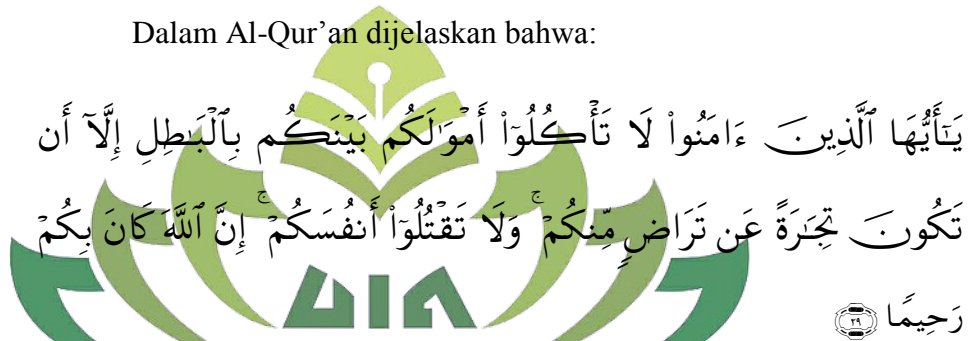 Dalam Al-Qur’an dijelaskan bahwa:
يَـٰٓأَيُّهَا ٱلَّذِينَ ءَامَنُوا۟ لَا تَأْكُلُوٓا۟ أَمْوَٰلَكُم بَيْنَكُم بِٱلْبَـٰطِلِ إِلَّآ أَن
تَكُونَ تِجَـٰرَةً عَن تَرَاضٍ مِّنكُمْ ۚ وَلَا تَقْتُلُوٓا۟ أَنفُسَكُمْ ۚ إِنَّ ٱللَّهَ كَانَ بِكُمْ
رَحِيمًا ٢٩
UIN